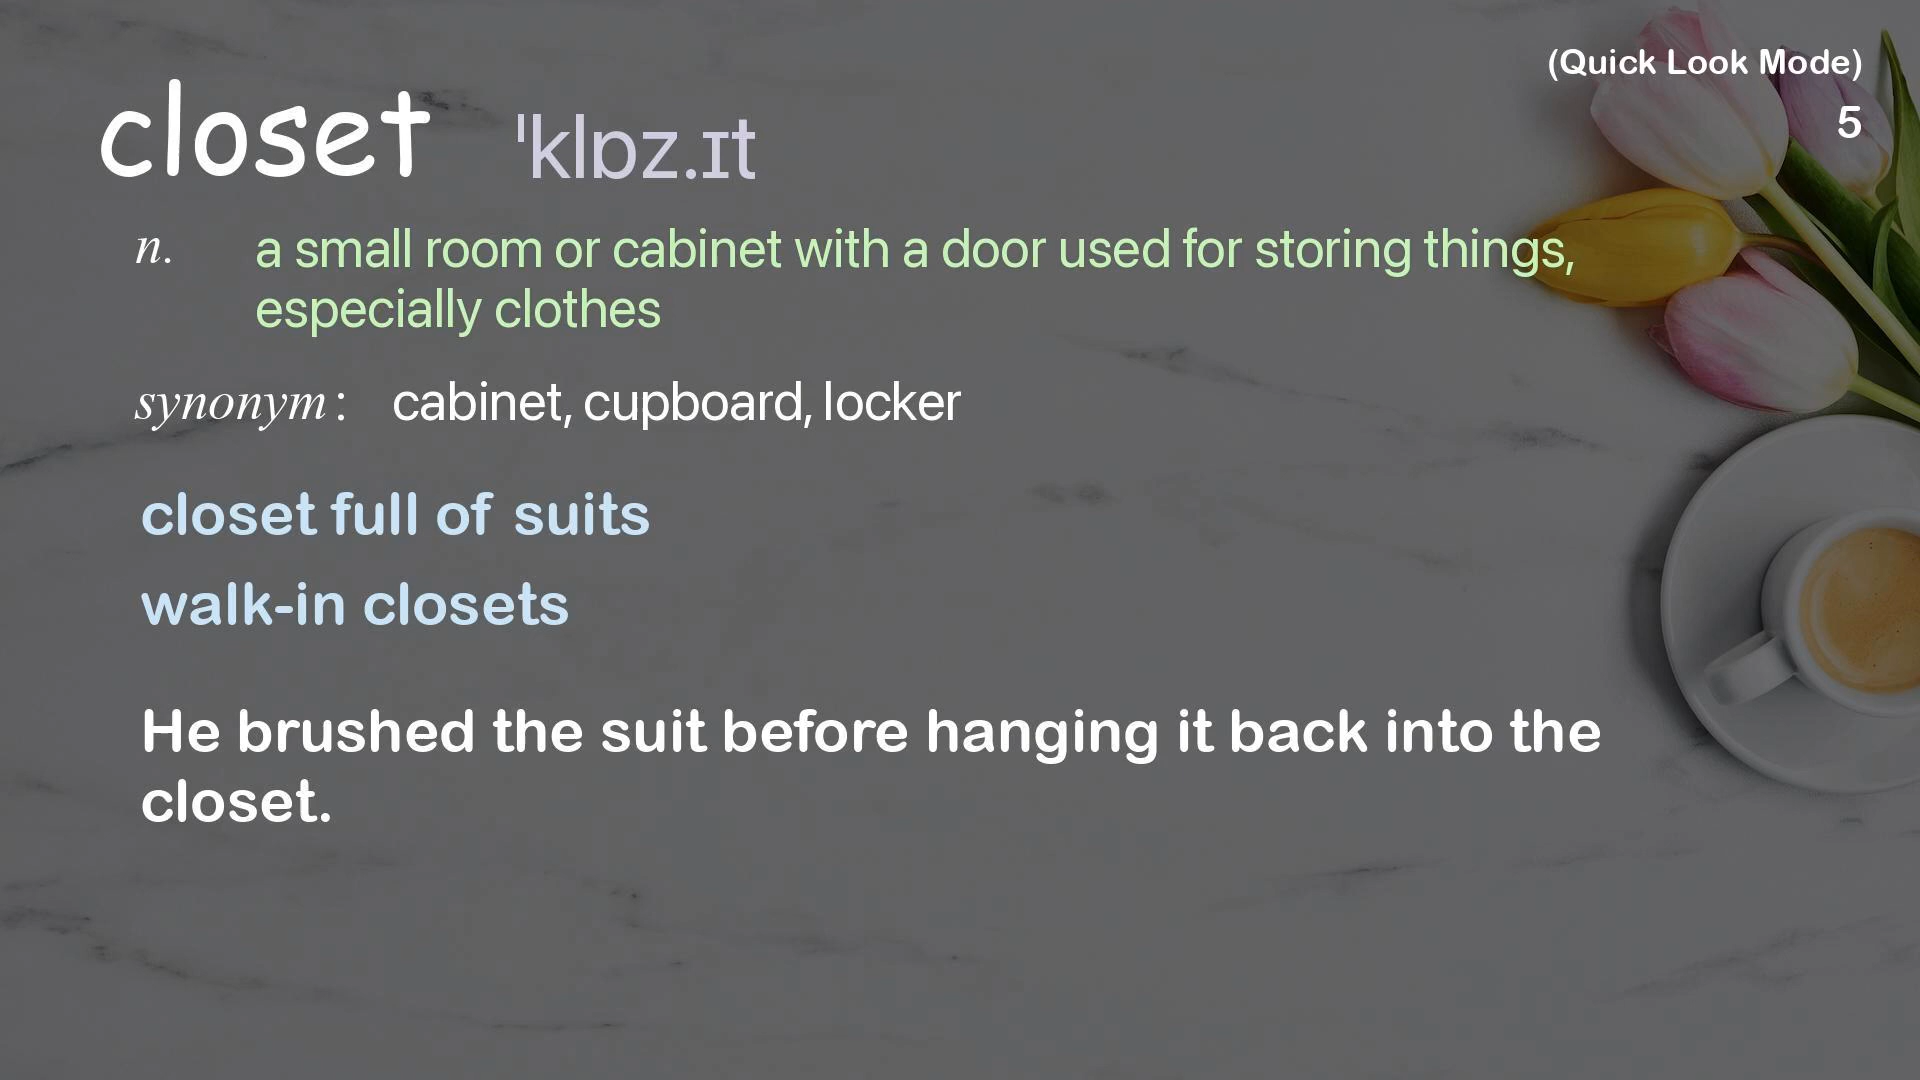 (Quick Look Mode)
5
closet ˈklɒz.ɪt
n. a small room or cabinet with a door used for storing things,
especially clothes
synonym: cabinet, cupboard, locker
closet full of suits
walk-in closets
He brushed the suit before hanging it back into the
closet.